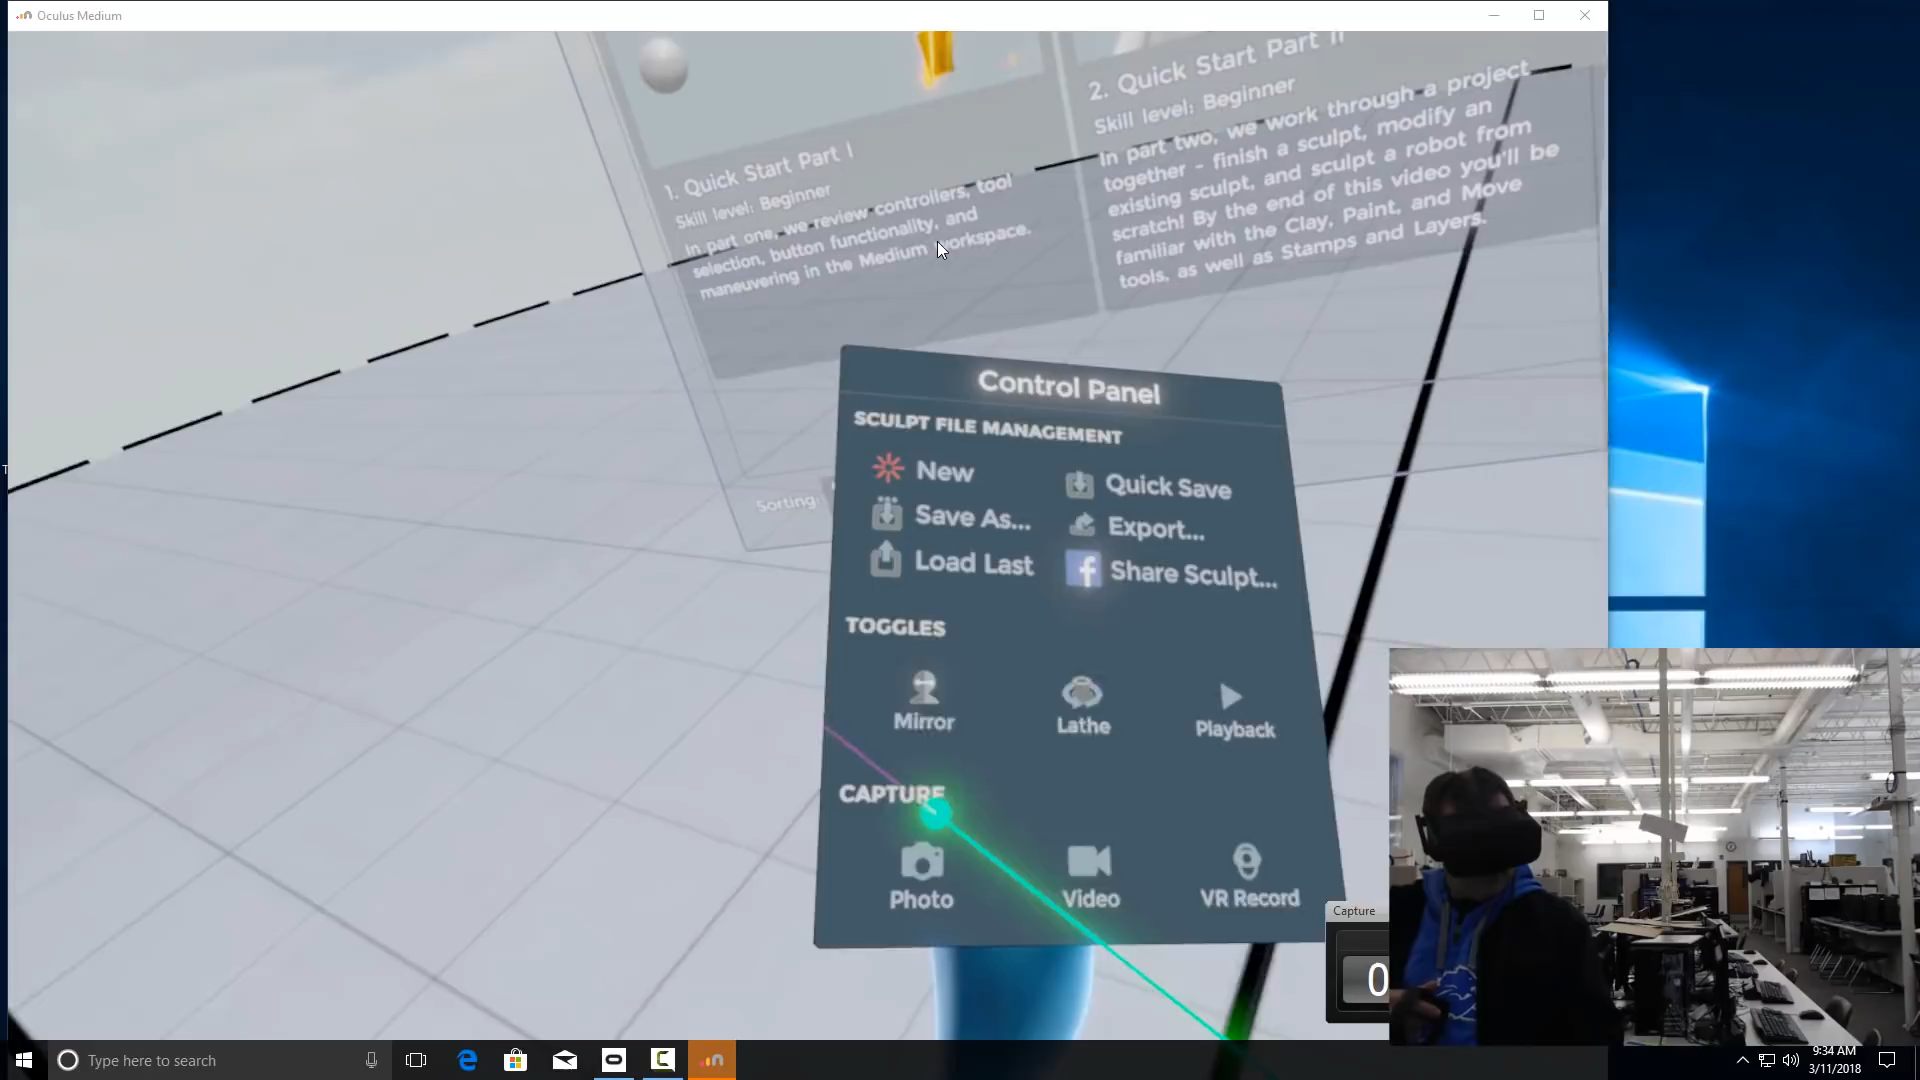 Oculus Medium
1. Quick Start Part I
Skill level: Beginner
In part one, we review controllers, tool
selection, button functionality, and
maneuvering in the Medium workspace.
2. Quick Start Part II
Skill level: Beginner
In part two, we work through a project
together - finish a sculpt, modify an
existing sculpt, and sculpt a robot from
scratch! By the end of this video you'll be
familiar with the Clay, Paint, and Move
tools, as well as Stamps and Layers.
Sorting:
Control Panel
SCULPT FILE MANAGEMENT
New
Quick Save
Save As...
Export...
Load Last
Share Sculpt...
TOGGLES
Mirror
Lathe
Playback
CAPTURE
Photo
Video
VR Record
Capture
0
Type here to search
9:34 AM
3/11/2018